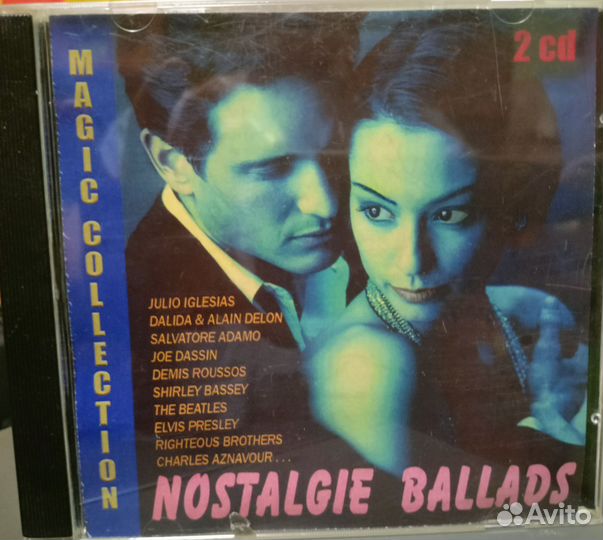 MAGIC COLLECTION
2 cd
JULIO IGLESIAS
DALIDA & ALAIN DELON
SALVATORE ADAMO
JOE DASSIN
DEMIS ROUSSOS
SHIRLEY BASSEY
THE BEATLES
ELVIS PRESLEY
RIGHTEOUS BROTHERS
CHARLES AZNAVOUR . . .
NOSTALGIE BALLADS
Avito